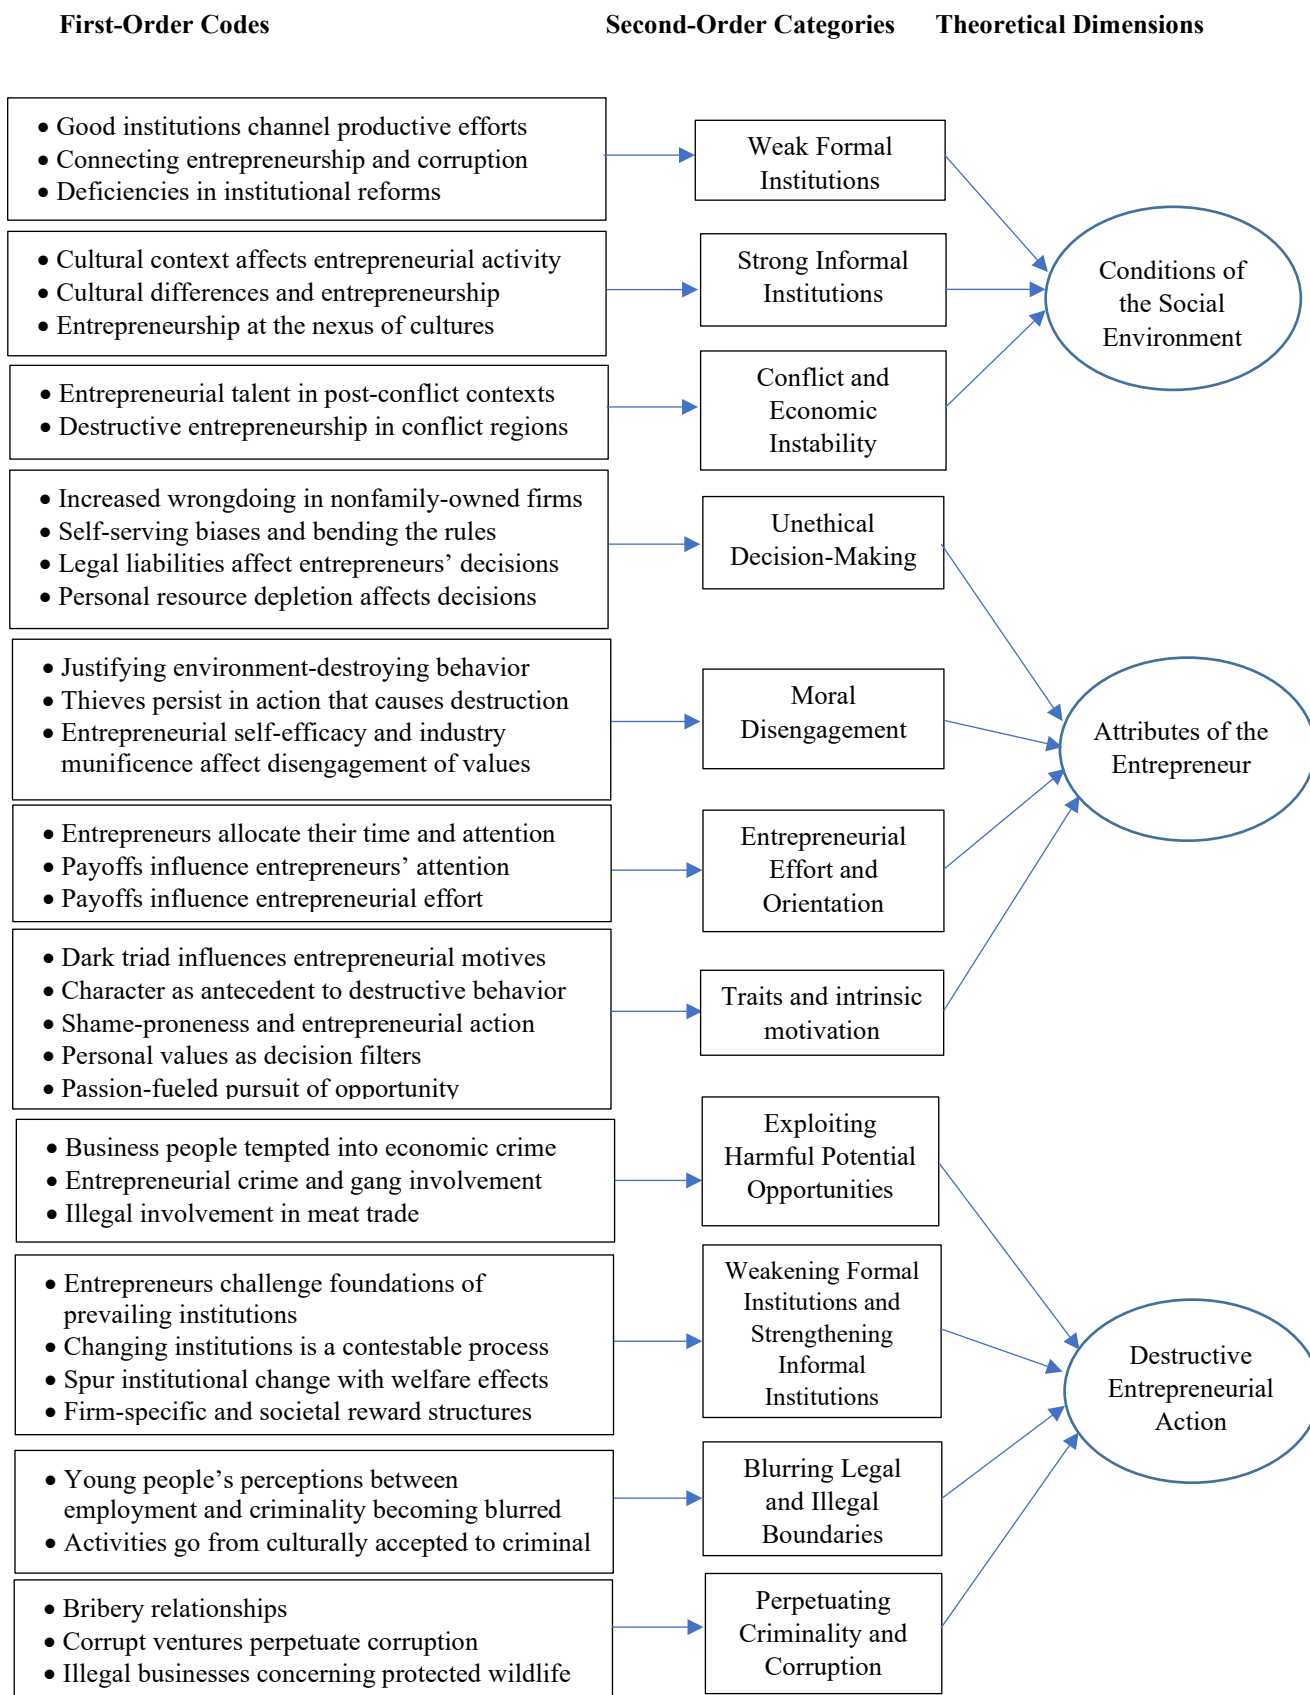 First-Order Codes
Second-Order Categories
Theoretical Dimensions
• Good institutions channel productive efforts
• Connecting entrepreneurship and corruption
• Deficiencies in institutional reforms
Weak Formal
Institutions
• Cultural context affects entrepreneurial activity
• Cultural differences and entrepreneurship
• Entrepreneurship at the nexus of cultures
Strong Informal
Institutions
• Entrepreneurial talent in post-conflict contexts
• Destructive entrepreneurship in conflict regions
Conflict and
Economic
Instability
Conditions of
the Social
Environment
• Increased wrongdoing in nonfamily-owned firms
• Self-serving biases and bending the rules
• Legal liabilities affect entrepreneurs’ decisions
• Personal resource depletion affects decisions
Unethical
Decision-Making
• Justifying environment-destroying behavior
• Thieves persist in action that causes destruction
• Entrepreneurial self-efficacy and industry
munificence affect disengagement of values
Moral
Disengagement
• Entrepreneurs allocate their time and attention
• Payoffs influence entrepreneurs’ attention
• Payoffs influence entrepreneurial effort
Entrepreneurial
Effort and
Orientation
• Dark triad influences entrepreneurial motives
• Character as antecedent to destructive behavior
• Shame-proneness and entrepreneurial action
• Personal values as decision filters
• Passion-fueled pursuit of opportunity
Traits and intrinsic
motivation
Attributes of the
Entrepreneur
• Business people tempted into economic crime
• Entrepreneurial crime and gang involvement
• Illegal involvement in meat trade
Exploiting
Harmful Potential
Opportunities
• Entrepreneurs challenge foundations of
prevailing institutions
• Changing institutions is a contestable process
• Spur institutional change with welfare effects
• Firm-specific and societal reward structures
Weakening Formal
Institutions and
Strengthening
Informal
Institutions
• Young people’s perceptions between
employment and criminality becoming blurred
• Activities go from culturally accepted to criminal
Blurring Legal
and Illegal
Boundaries
• Bribery relationships
• Corrupt ventures perpetuate corruption
• Illegal businesses concerning protected wildlife
Perpetuating
Criminality and
Corruption
Destructive
Entrepreneurial
Action